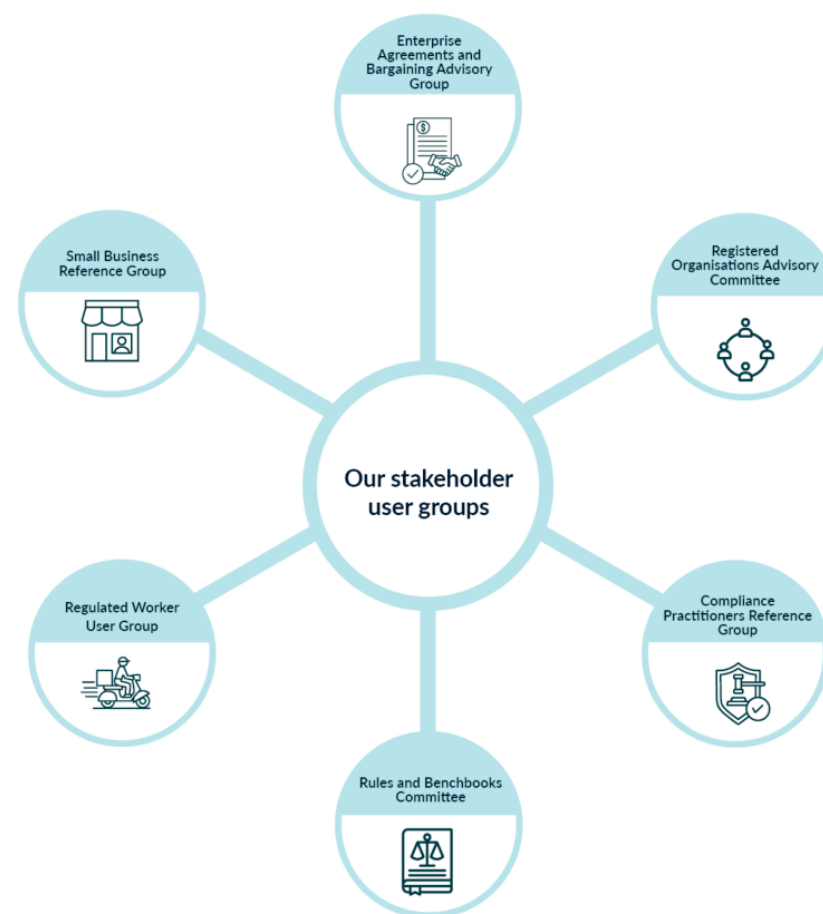 Enterprise
Agreements and
Bargaining Advisory
Group
$
Small Business
Reference Group
Registered
Organisations Advisory
Committee
Our stakeholder
user groups
Regulated Worker
User Group
Compliance
Practitioners Reference
Group
Rules and Benchbooks
Committee